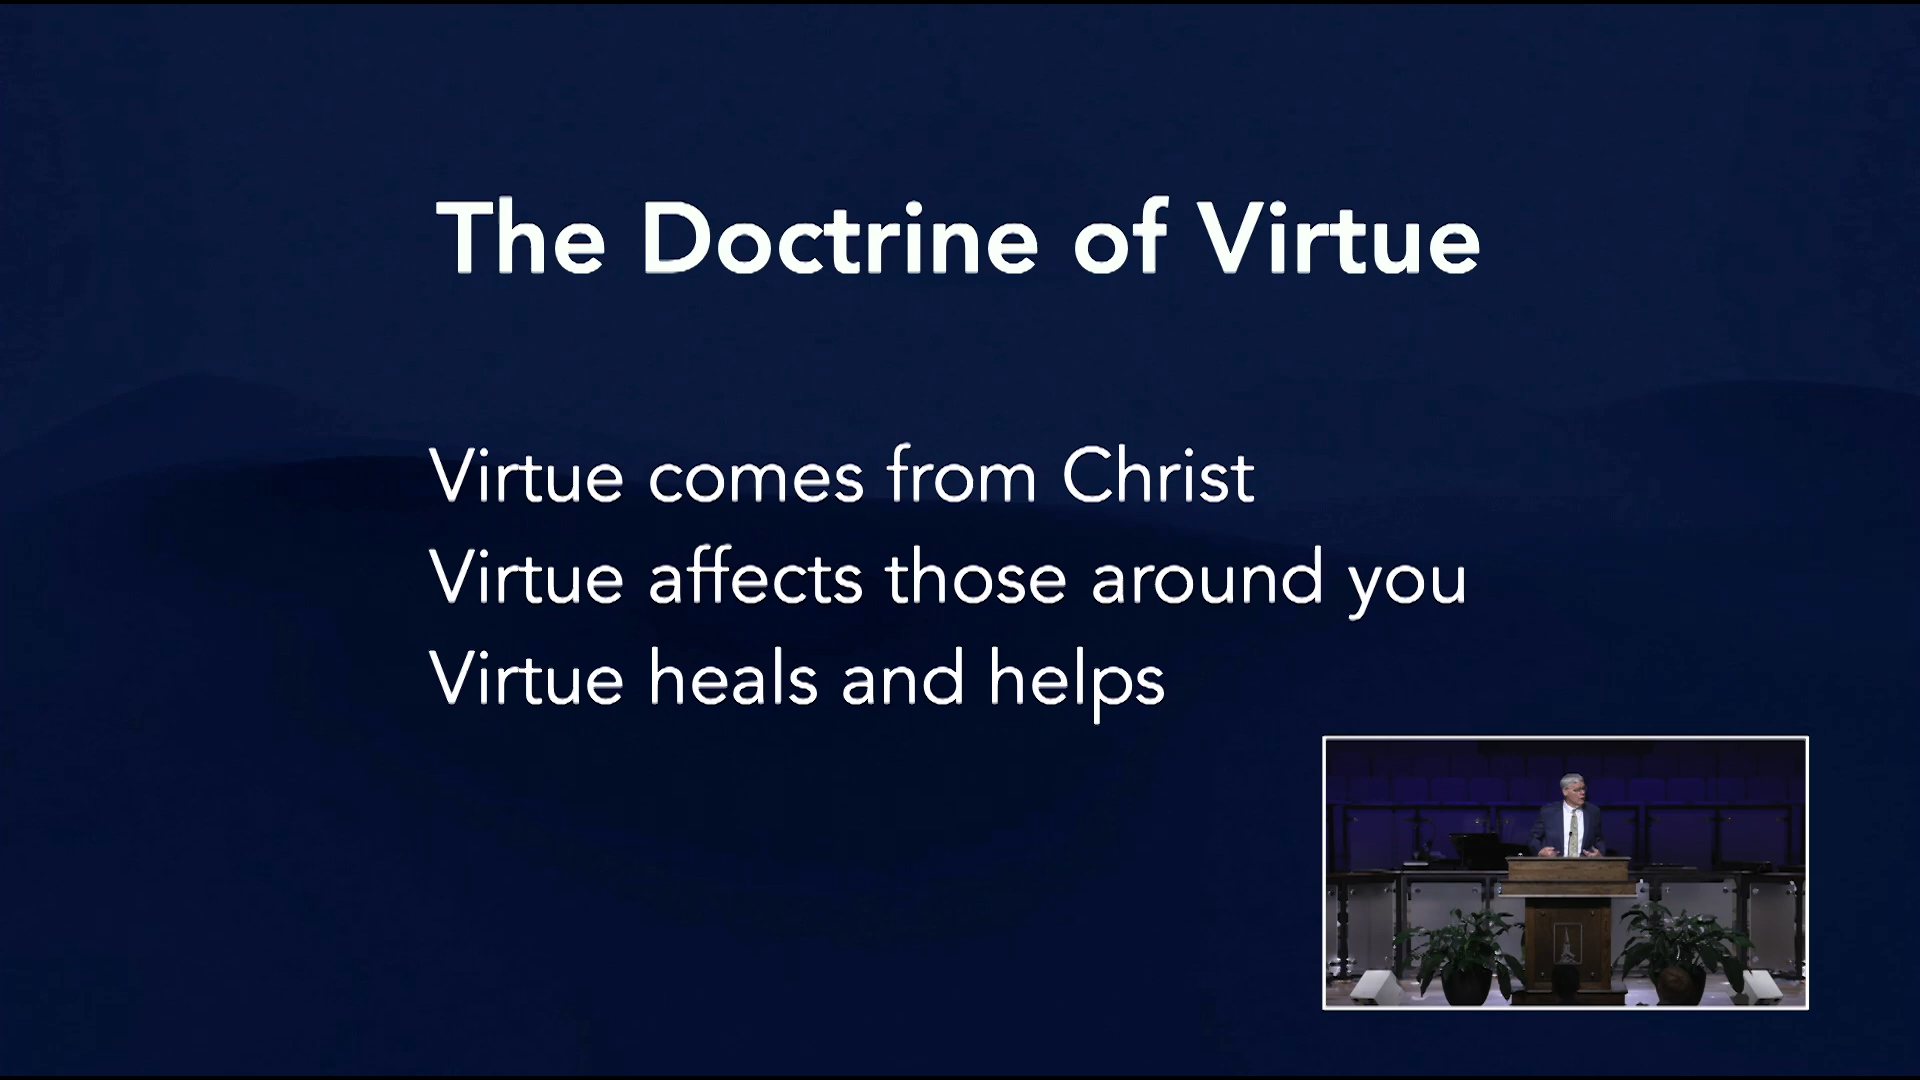 The Doctrine of Virtue
Virtue comes from Christ
Virtue affects those around you
Virtue heals and helps